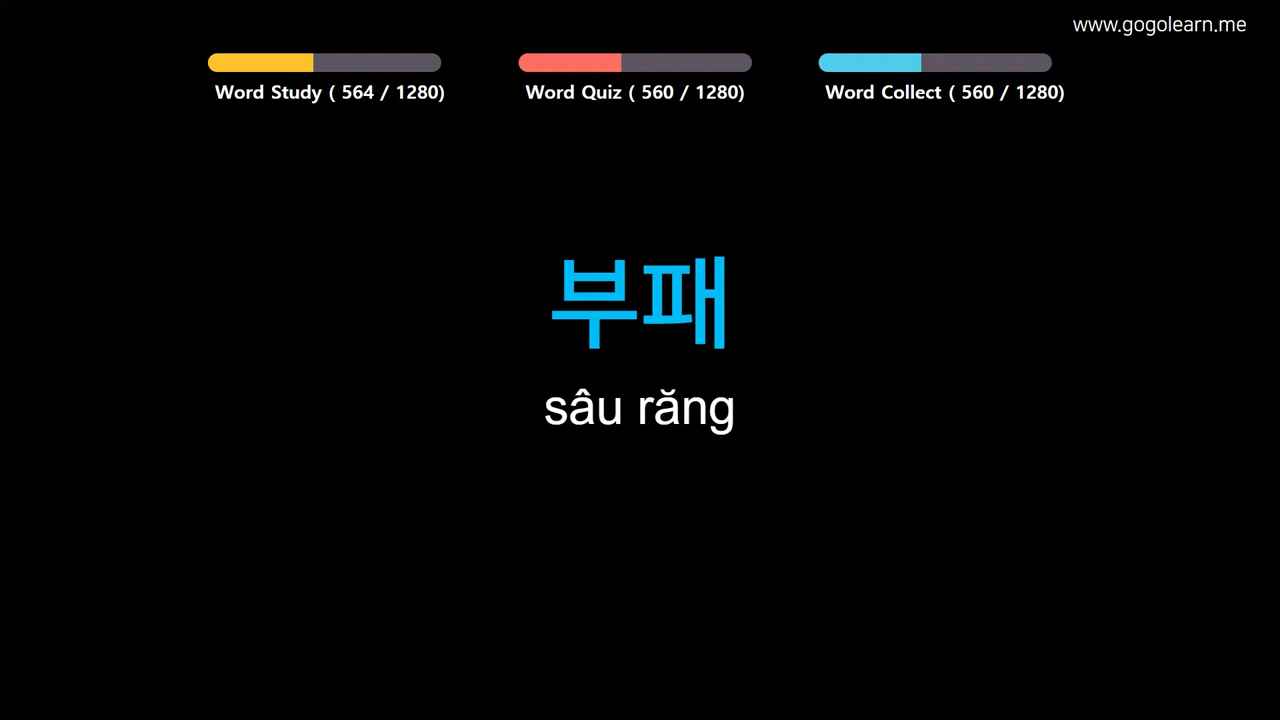 www.gogolearn.me
Word Study ( 564 / 1280)
Word Quiz ( 560 / 1280)
Word Collect ( 560 / 1280)
부패
sâu răng